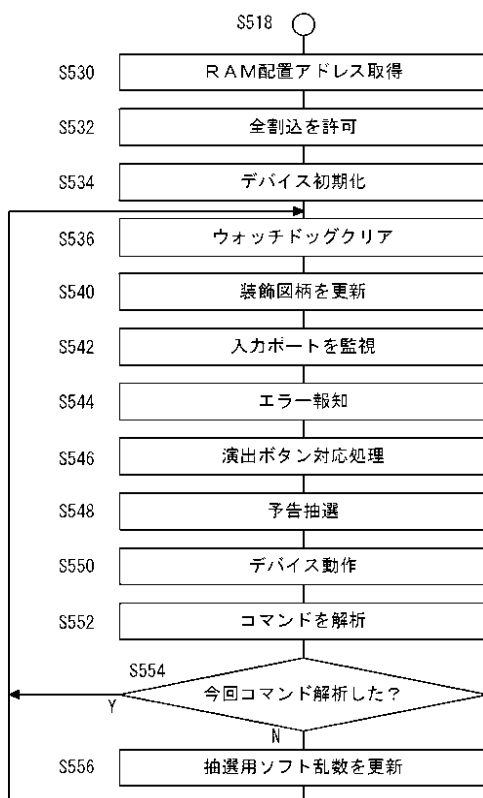 S518
S530 RAM配置アドレス取得
S532 全割込を許可
S534 デバイス初期化
S536 ウォッチドッグクリア
S540 装飾図柄を更新
S542 入力ポートを監視
S544 エラー報知
S546 演出ボタン対応処理
S548 予告抽選
S550 デバイス動作
S552 コマンドを解析
S554
今回コマンド解析した？
Y
N
S556 抽選用ソフト乱数を更新